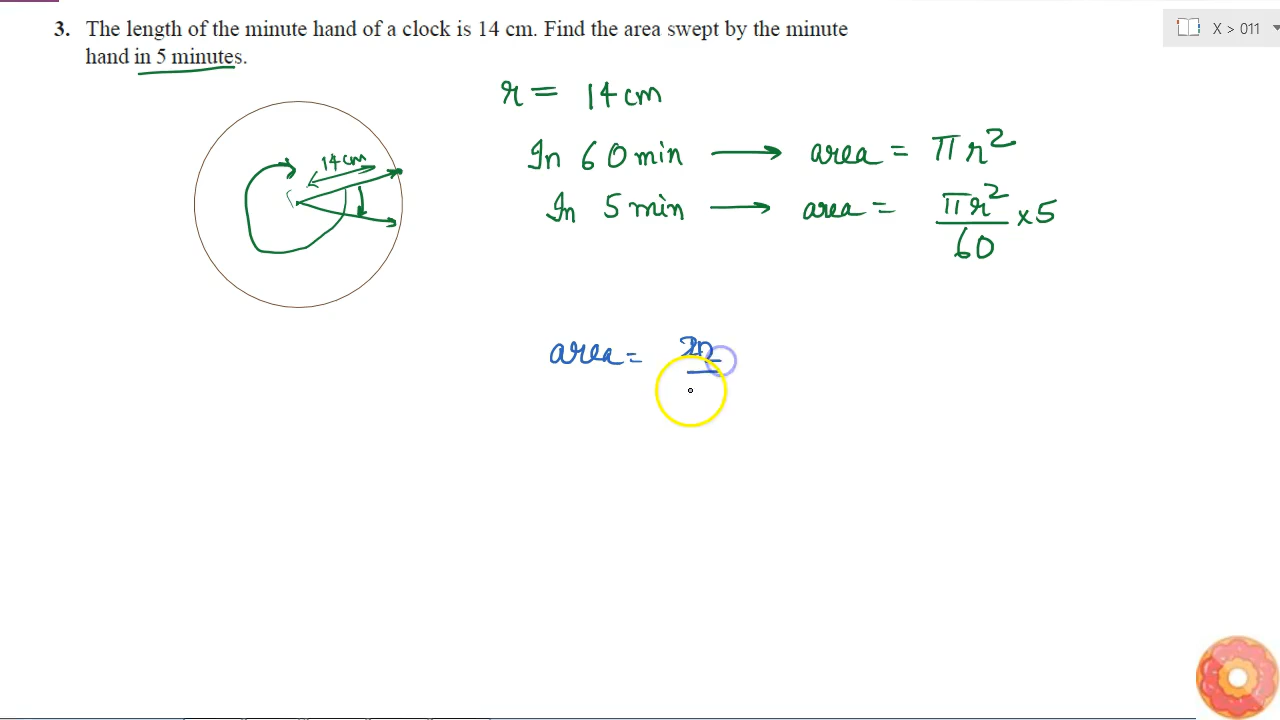 3. The length of the minute hand of a clock is 14 cm. Find the area swept by the minute
hand in 5 minutes.
X > 011
r = 14cm
14cm
In 60 min ⟶ area = πr²
In 5 min ⟶ area = πr²/60 ×5
area = 22